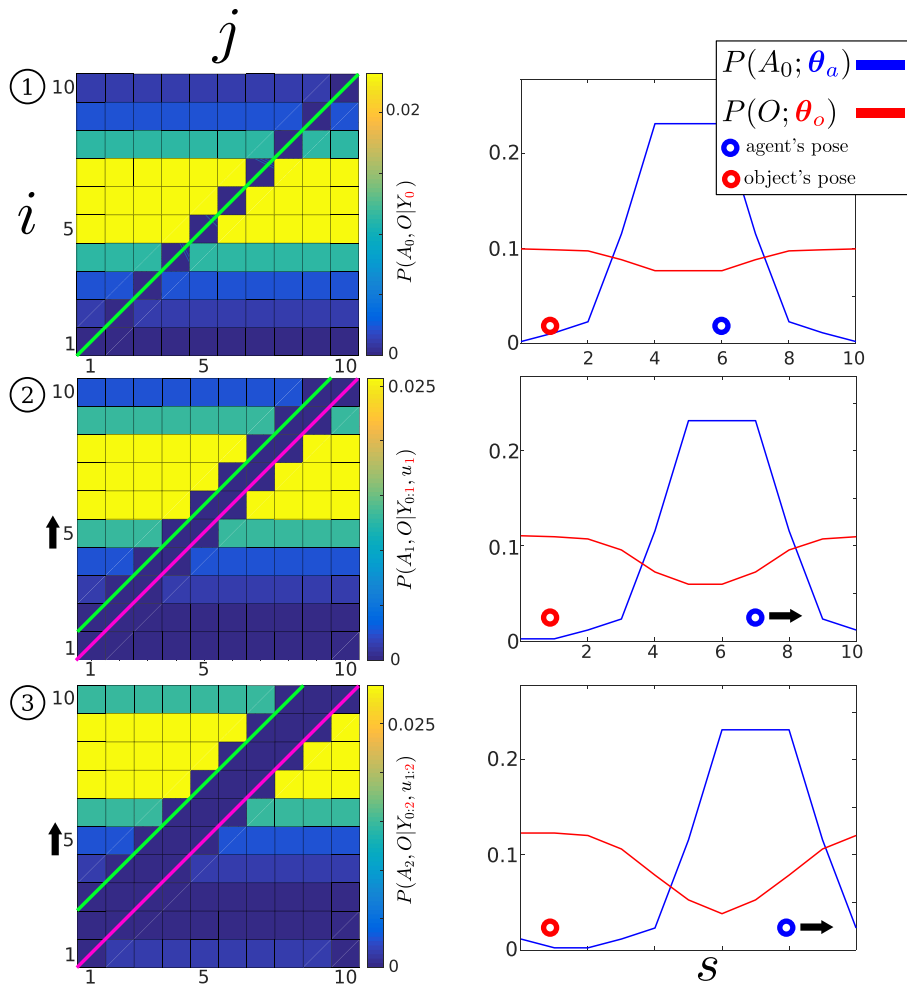 j
1
i
10
5
1
1 5 10
0.02
0
P(A₀, O|Y₀)
0.2
0.1
0
2 4 6 8 10
P(A₀; θₐ)
P(O; θₒ)
agent's pose
object's pose
2
10
5
1
1 5 10
0.025
0
P(A₁, O|Y₀:₁, u₁)
0.2
0.1
0
2 4 6 8 10
3
10
5
1
1 5 10
0.025
0
P(A₂, O|Y₀:₂, u₁:₂)
0.2
0.1
0
s